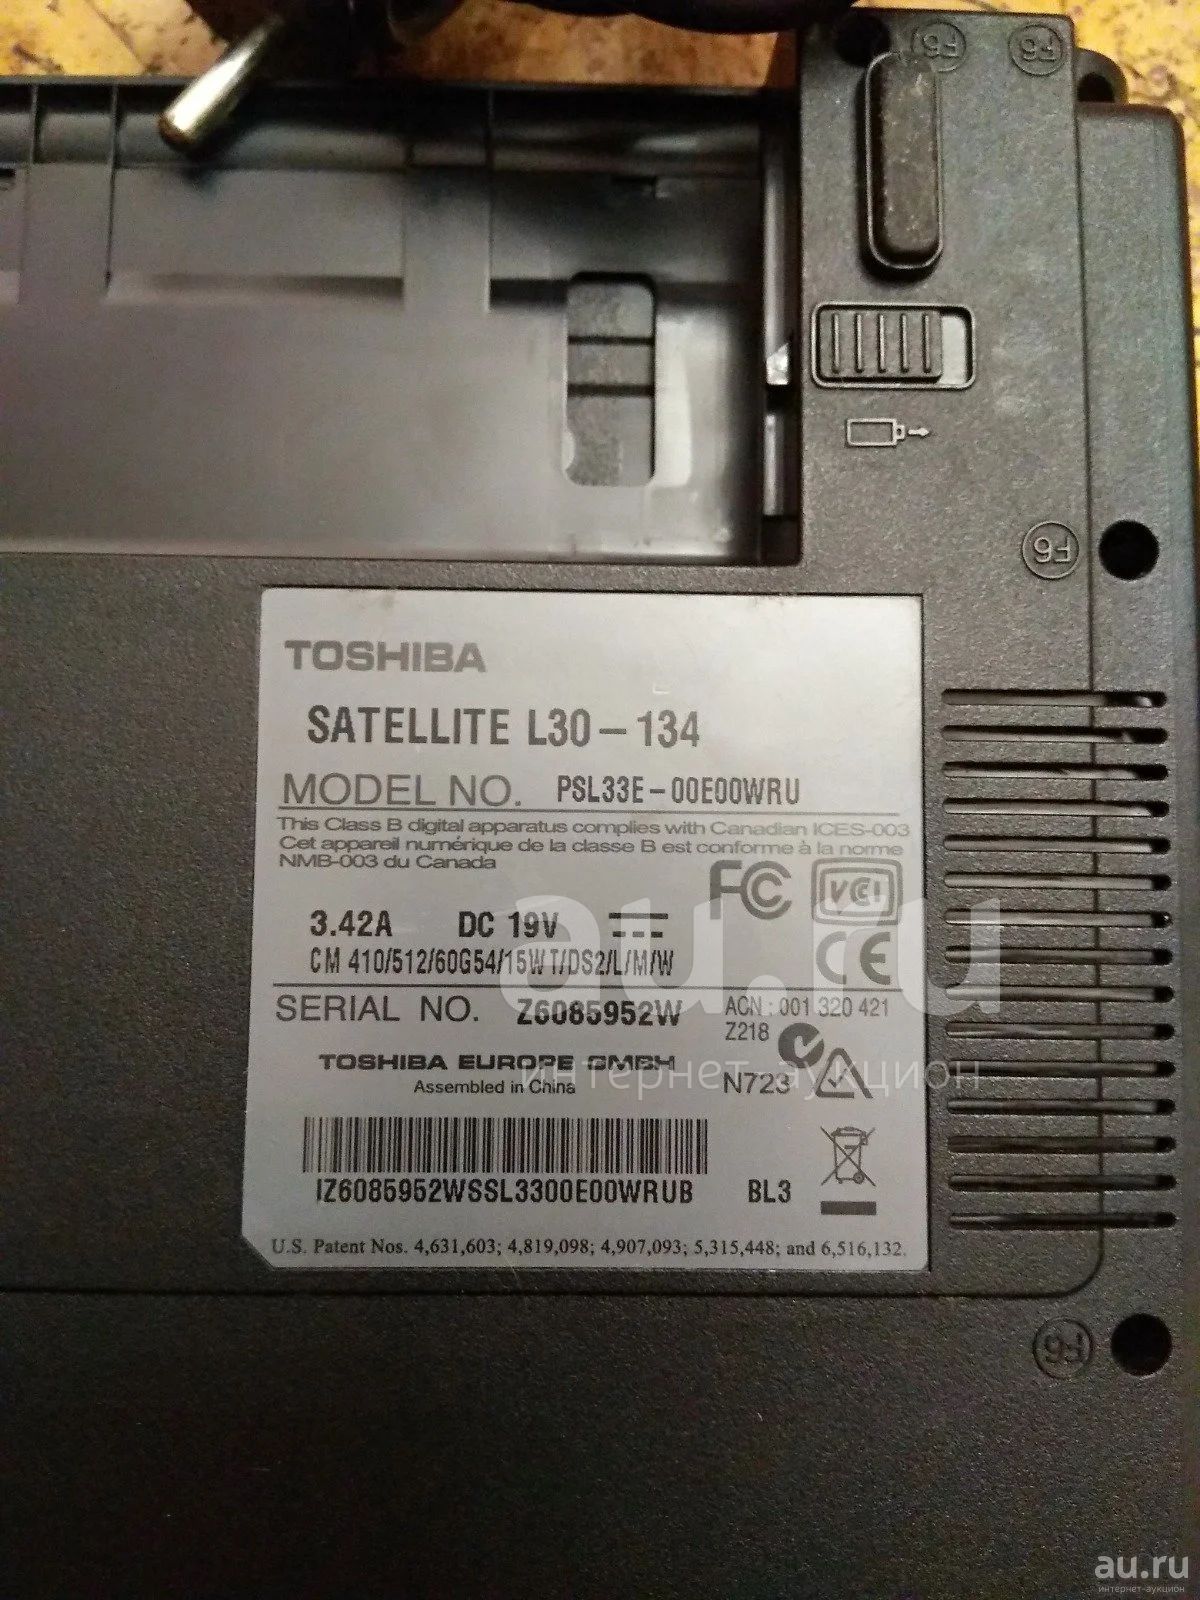 F6
F6
F6
TOSHIBA
SATELLITE L30-134
MODEL NO. PSL33E-00E00WRU
This Class B digital apparatus complies with Canadian ICES-003
Cet appareil numérique de la classe B est conforme à la norme
NMB-003 du Canada
FC VCI
3.42A DC 19V
CE
CM 410/512/60G54/15WT/DS2/L/M/W
SERIAL NO. Z6085952W
ACN : 001 320 421
Z218
TOSHIBA EUROPE GMBH
Assembled in China
N723
IZ6085952WSSL3300E00WRUB BL3
U.S. Patent Nos. 4,631,603; 4,819,098; 4,907,093; 5,315,448; and 6,516,132.
F6
au.ru
интернет-аукцион
au.ru
интернет-аукцион